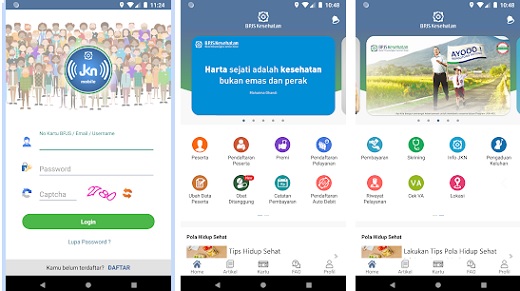 11:24
Jkn
mobile
No Kartu BPJS / Email / Username
Password
Captcha
Login
Lupa Password ?
Kamu belum terdaftar? DAFTAR
10:48
BPJS Kesehatan
BPJS Kesehatan
Harta sejati adalah kesehatan
bukan emas dan perak
Mahatma Ghandi
Peserta
Pendaftaran
Pelayanan
Premi
Pendaftaran
Peserta
Ubah Data
Peserta
Obat
Ditanggung
Catatan
Pembayaran
Pendaftaran
Auto Debit
Pola Hidup Sehat
Tips Hidup Sehat
Home
Artikel
Kartu
FAQ
Profil
10:48
BPJS Kesehatan
BPJS Kesehatan
AYODO..!
Pembayaran
Skrining
Info JKN
Pengaduan
Keluhan
Riwayat
Pelayanan
VA
Cek VA
Lokasi
Pola Hidup Sehat
Lakukan Tips Pola Hidup Sehat
Home
Artikel
Kartu
FAQ
Profil